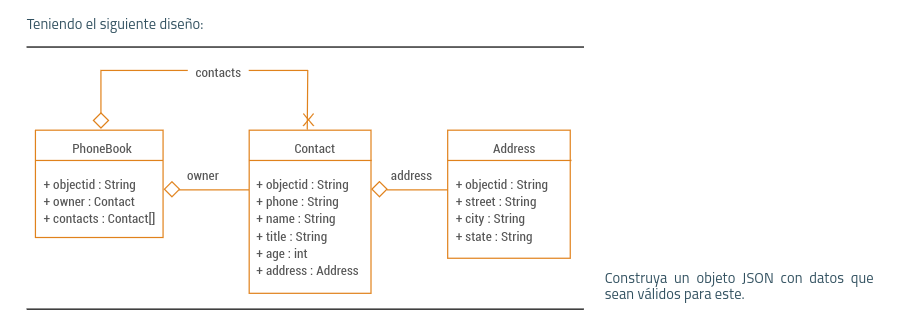 Teniendo el siguiente diseño:
contacts
PhoneBook
+ objectid : String
+ owner : Contact
+ contacts : Contact[]
owner
Contact
+ objectid : String
+ phone : String
+ name : String
+ title : String
+ age : int
+ address : Address
address
Address
+ objectid : String
+ street : String
+ city : String
+ state : String
Construya un objeto JSON con datos que
sean válidos para este.